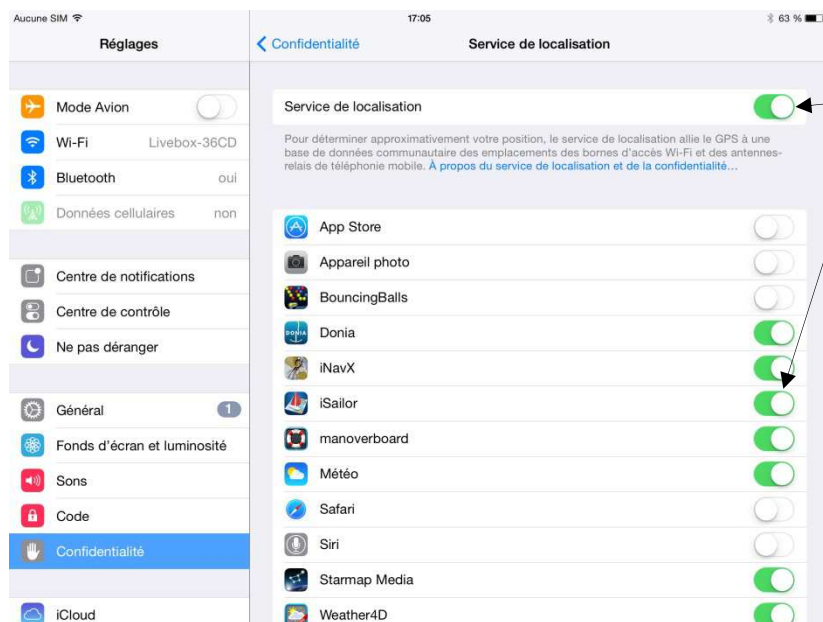 Aucune SIM 17:05 63 %
Réglages
Confidentialité Service de localisation
Mode Avion
Wi-Fi Livebox-36CD
Bluetooth oui
Données cellulaires non
Centre de notifications
Centre de contrôle
Ne pas déranger
Général 1
Fonds d'écran et luminosité
Sons
Code
Confidentialité
iCloud
Service de localisation
Pour déterminer approximativement votre position, le service de localisation allie le GPS à une
base de données communautaire des emplacements des bornes d'accès Wi-Fi et des antennes-
relais de téléphonie mobile. À propos du service de localisation et de la confidentialité...
App Store
Appareil photo
BouncingBalls
DONIA Donia
iNavX
iSailor
manoverboard
Météo
Safari
Siri
Starmap Media
Weather4D